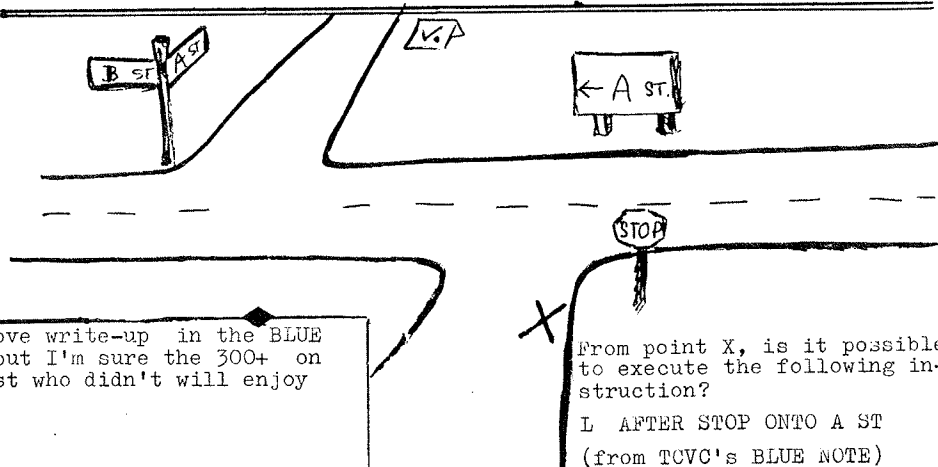 V.P
B ST
A ST
← A ST.
STOP
X
ove write-up in the BLUE
out I'm sure the 300+ on
st who didn't will enjoy
From point X, is it possible
to execute the following in-
struction?
L AFTER STOP ONTO A ST
(from TCVC's BLUE NOTE)